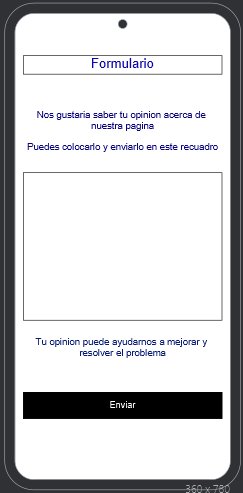 Formulario
Nos gustaria saber tu opinion acerca de
nuestra pagina
Puedes colocarlo y enviarlo en este recuadro
Tu opinion puede ayudarnos a mejorar y
resolver el problema
Enviar
360 x 780